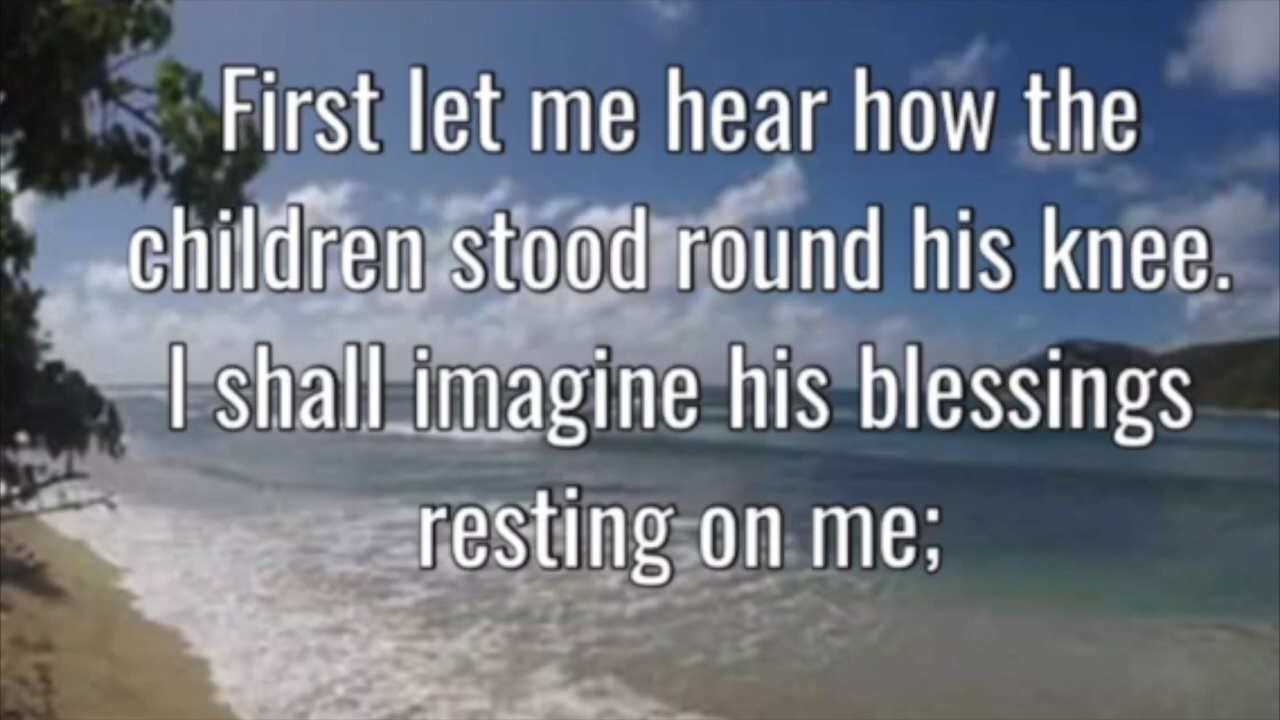 First let me hear how the
children stood round his knee.
I shall imagine his blessings
resting on me;